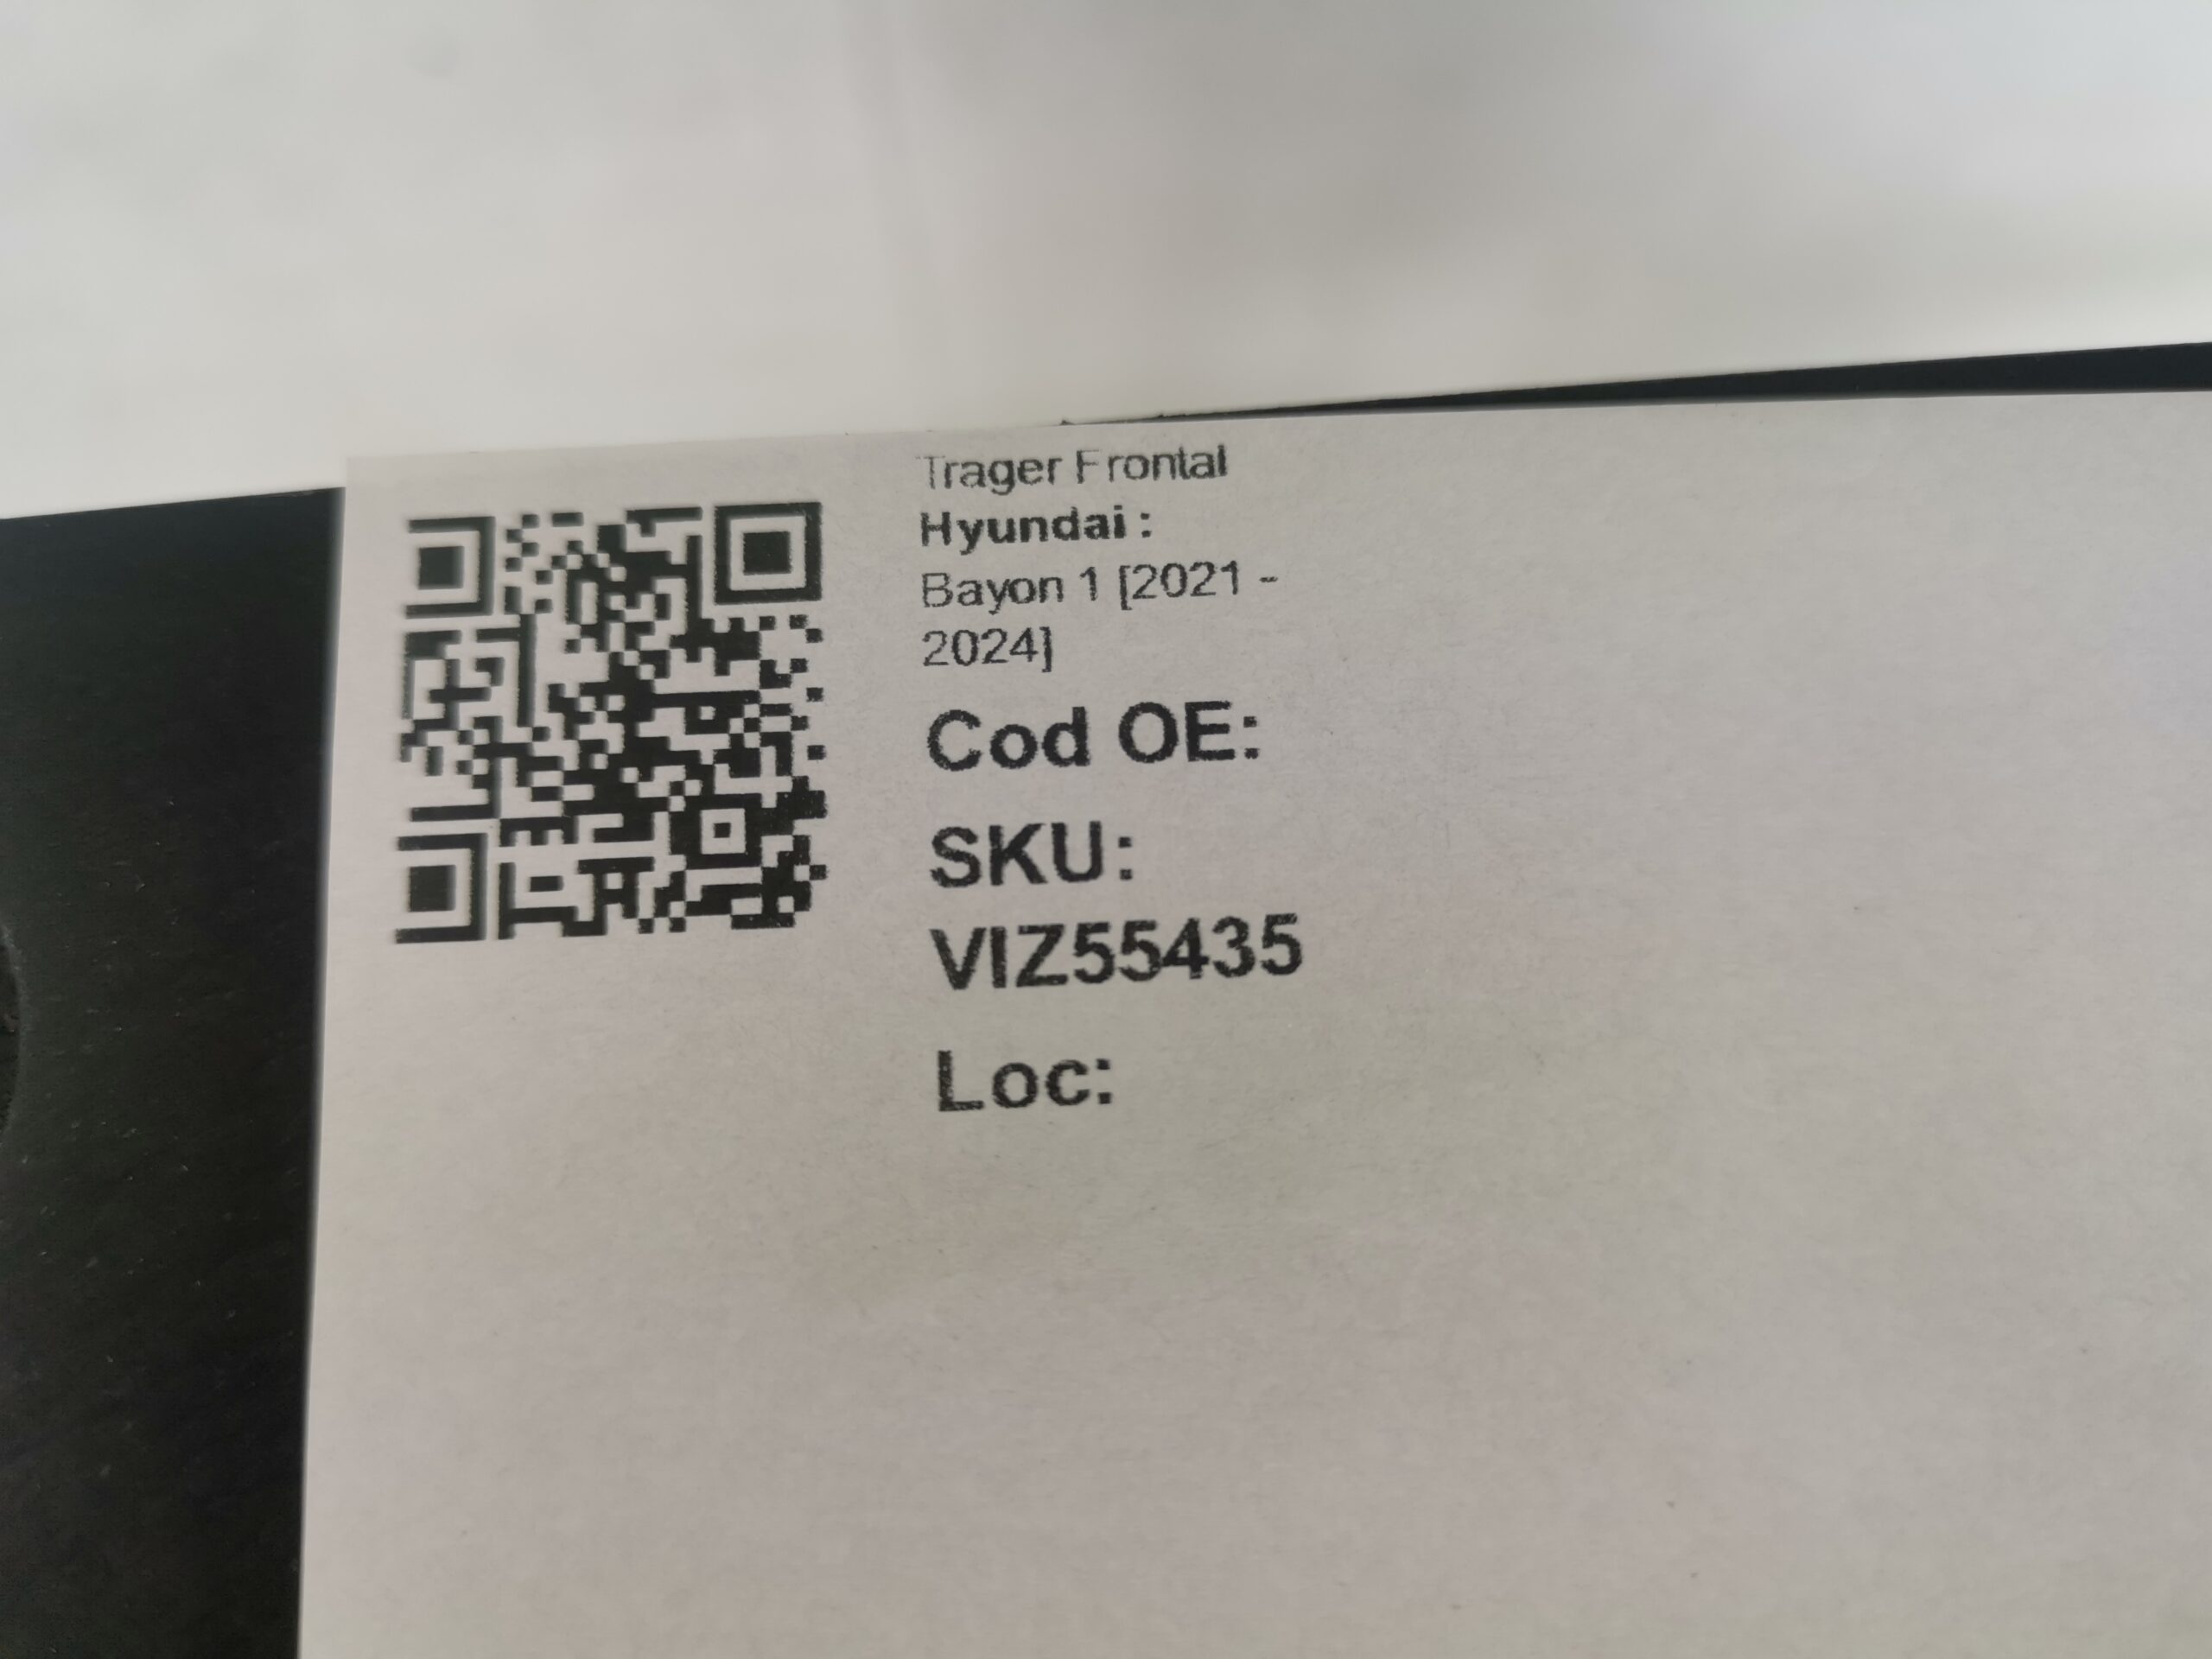 Trager Frontal
Hyundai :
Bayon 1 [2021 -
2024]
Cod OE:
SKU:
VIZ55435
Loc: